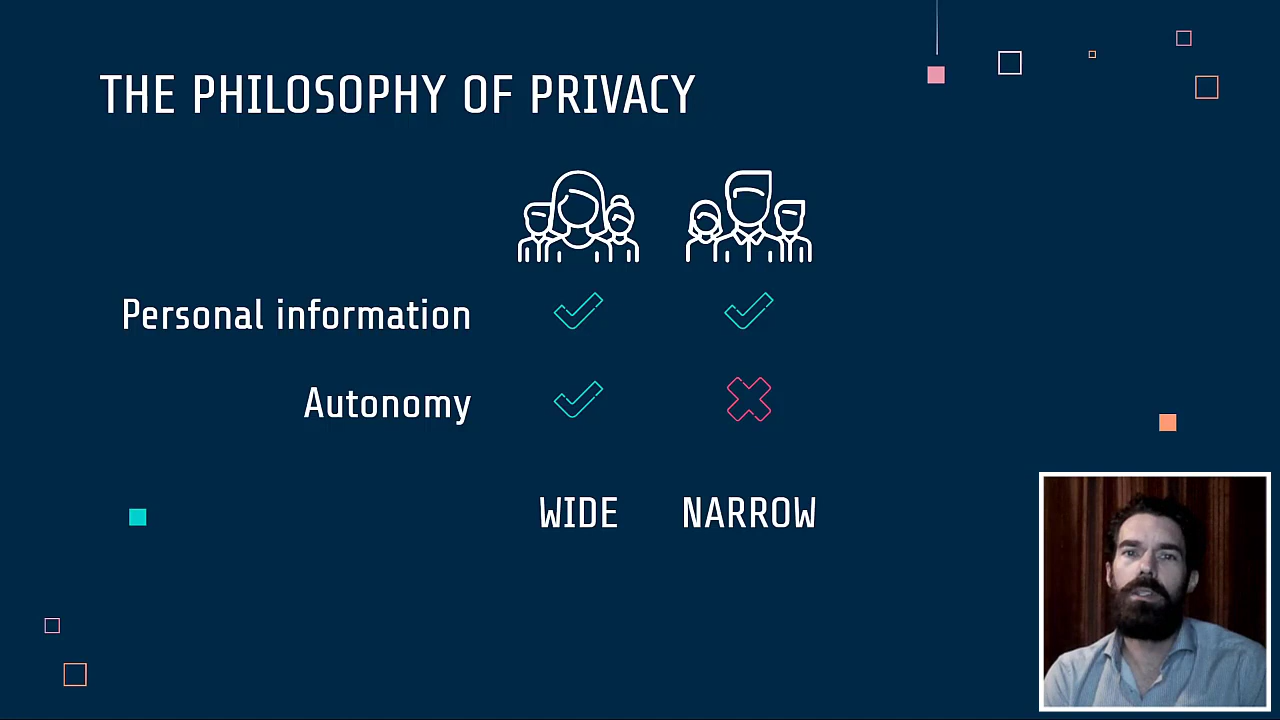 THE PHILOSOPHY OF PRIVACY
Personal information
Autonomy
WIDE NARROW